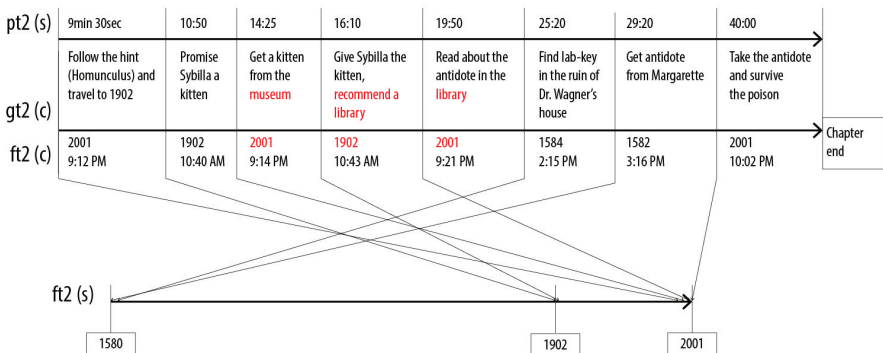 pt2 (s)
9min 30sec
10:50
14:25
16:10
19:50
25:20
29:20
40:00
Follow the hint
(Homunculus) and
travel to 1902
Promise
Sybilla a
kitten
Get a kitten
from the
museum
Give Sybilla the
kitten,
recommend a
library
Read about the
antidote in the
library
Find lab-key
in the ruin of
Dr. Wagner's
house
Get antidote
from Margarette
Take the antidote
and survive
the poison
gt2 (c)
Chapter
end
ft2 (c)
2001
9:12 PM
1902
10:40 AM
2001
9:14 PM
1902
10:43 AM
2001
9:21 PM
1584
2:15 PM
1582
3:16 PM
2001
10:02 PM
ft2 (s)
1580
1902
2001